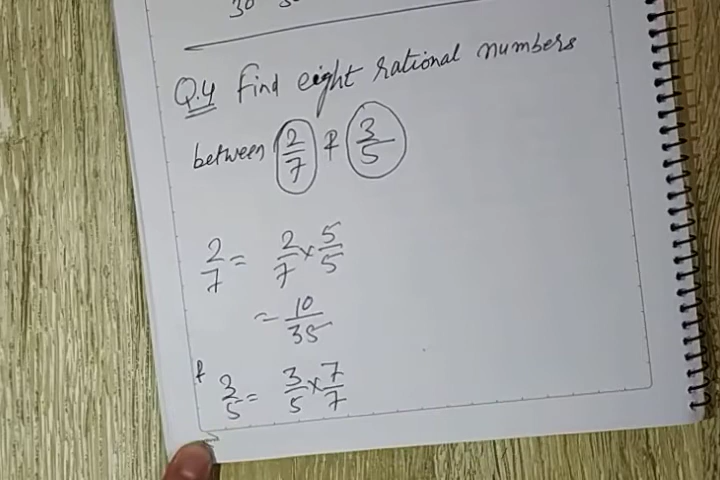 30
Q.4 Find eight rational numbers
between 2/7 & 3/5
2/7 = 2/7 × 5/5
= 10/35
& 3/5 = 3/5 × 7/7